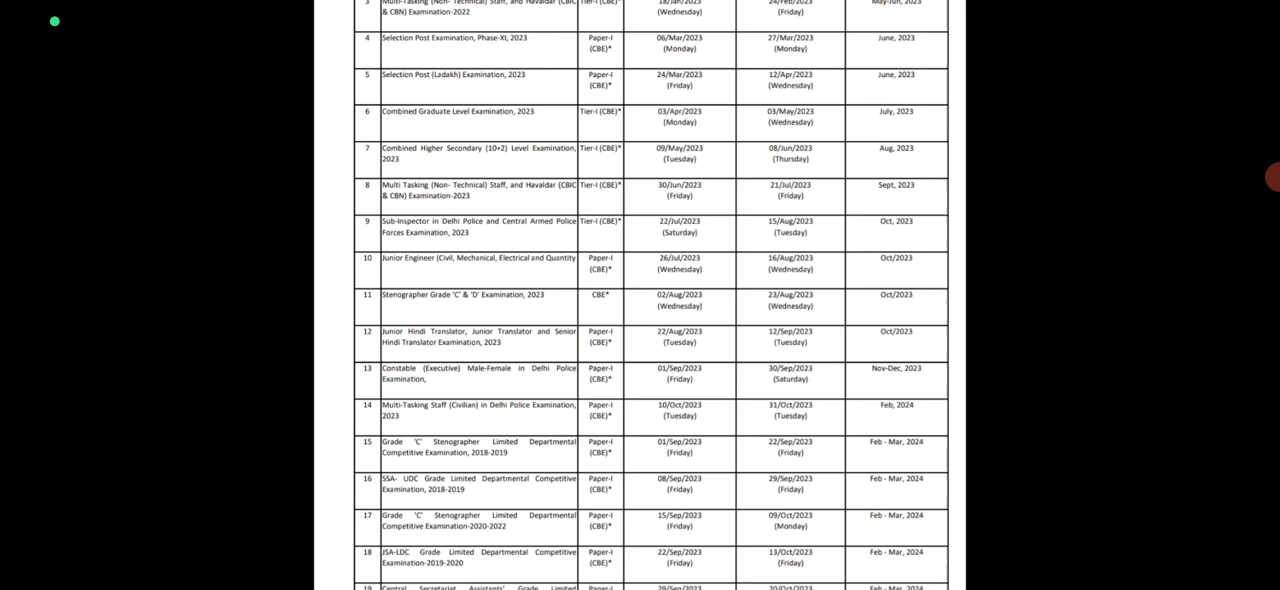 3 Multi-Tasking (Non- Technical) Staff, and Havaldar (CBIC Tier-I (CBE)* 18/Jan/2023 24/Feb/2023 May-Jun, 2023
& CBN) Examination-2022 (Wednesday) (Friday)
4 Selection Post Examination, Phase-XI, 2023 Paper-I 06/Mar/2023 27/Mar/2023 June, 2023
(CBE)* (Monday) (Monday)
5 Selection Post (Ladakh) Examination, 2023 Paper-I 24/Mar/2023 12/Apr/2023 June, 2023
(CBE)* (Friday) (Wednesday)
6 Combined Graduate Level Examination, 2023 Tier-I (CBE)* 03/Apr/2023 03/May/2023 July, 2023
(Monday) (Wednesday)
7 Combined Higher Secondary (10+2) Level Examination, Tier-I (CBE)* 09/May/2023 08/Jun/2023 Aug, 2023
2023 (Tuesday) (Thursday)
8 Multi Tasking (Non- Technical) Staff, and Havaldar (CBIC Tier-I (CBE)* 30/Jun/2023 21/Jul/2023 Sept, 2023
& CBN) Examination-2023 (Friday) (Friday)
9 Sub-Inspector in Delhi Police and Central Armed Police Tier-I (CBE)* 22/Jul/2023 15/Aug/2023 Oct, 2023
Forces Examination, 2023 (Saturday) (Tuesday)
10 Junior Engineer (Civil, Mechanical, Electrical and Quantity Paper-I 26/Jul/2023 16/Aug/2023 Oct/2023
(CBE)* (Wednesday) (Wednesday)
11 Stenographer Grade 'C' & 'D' Examination, 2023 CBE* 02/Aug/2023 23/Aug/2023 Oct/2023
(Wednesday) (Wednesday)
12 Junior Hindi Translator, Junior Translator and Senior Paper-I 22/Aug/2023 12/Sep/2023 Oct/2023
Hindi Translator Examination, 2023 (CBE)* (Tuesday) (Tuesday)
13 Constable (Executive) Male-Female in Delhi Police Paper-I 01/Sep/2023 30/Sep/2023 Nov-Dec, 2023
Examination, (CBE)* (Friday) (Saturday)
14 Multi-Tasking Staff (Civilian) in Delhi Police Examination, Paper-I 10/Oct/2023 31/Oct/2023 Feb, 2024
2023 (CBE)* (Tuesday) (Tuesday)
15 Grade 'C' Stenographer Limited Departmental Paper-I 01/Sep/2023 22/Sep/2023 Feb - Mar, 2024
Competitive Examination, 2018-2019 (CBE)* (Friday) (Friday)
16 SSA- UDC Grade Limited Departmental Competitive Paper-I 08/Sep/2023 29/Sep/2023 Feb - Mar, 2024
Examination, 2018-2019 (CBE)* (Friday) (Friday)
17 Grade 'C' Stenographer Limited Departmental Paper-I 15/Sep/2023 09/Oct/2023 Feb - Mar, 2024
Competitive Examination-2020-2022 (CBE)* (Friday) (Monday)
18 JSA-LDC Grade Limited Departmental Competitive Paper-I 22/Sep/2023 13/Oct/2023 Feb - Mar, 2024
Examination-2019-2020 (CBE)* (Friday) (Friday)
19 Central Secretariat Assistants' Grade Limited Paper-I 29/Sep/2023 20/Oct/2023 Feb - Mar, 2024